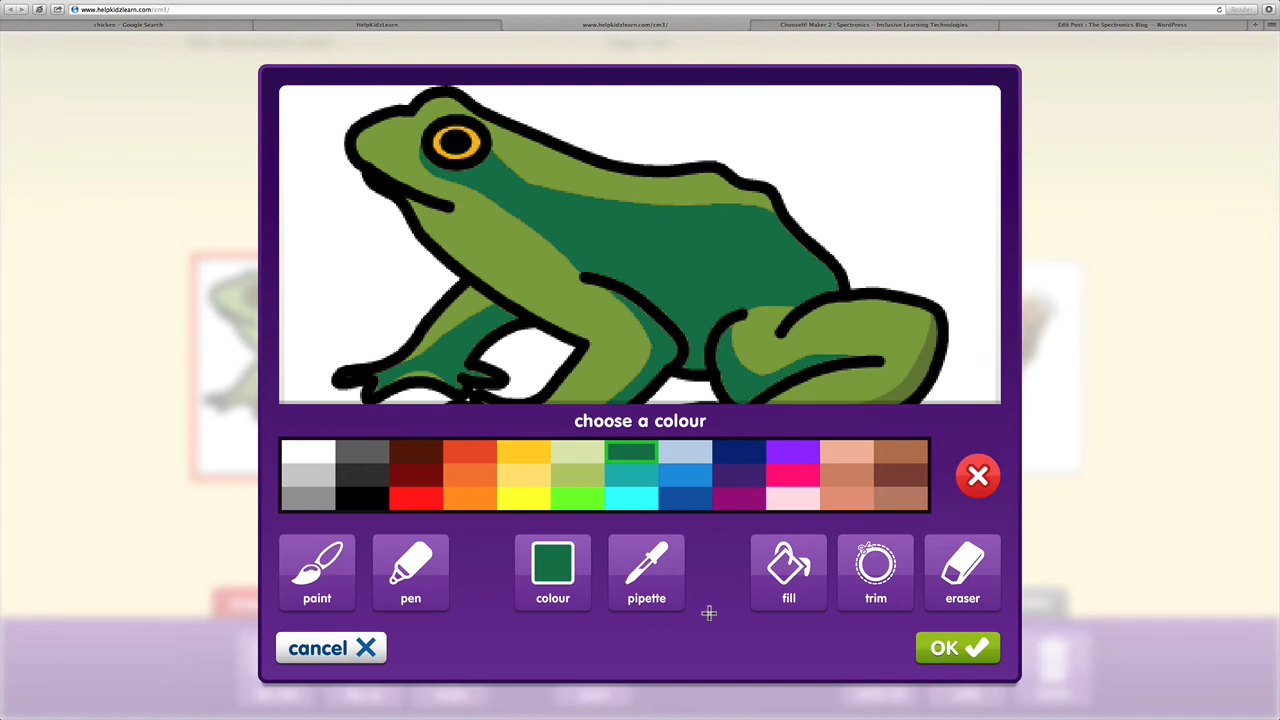 www.helpkidzlearn.com/cm3/
Reader
chicken - Google Search
HelpKidzLearn
www.helpkidzlearn.com/cm3/
ChooseIt! Maker 2 : Spectronics – Inclusive Learning Technologies
Edit Post ‹ The Spectronics Blog — WordPress
choose a colour
paint
pen
colour
pipette
fill
trim
eraser
cancel
OK